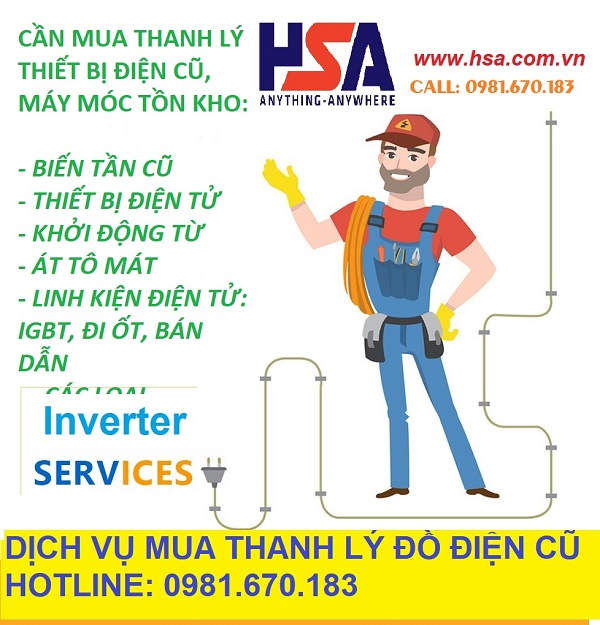 CẦN MUA THANH LÝ
THIẾT BỊ ĐIỆN CŨ,
MÁY MÓC TỒN KHO:
HSA
ANYTHING-ANYWHERE
www.hsa.com.vn
CALL: 0981.670.183
- BIẾN TẦN CŨ
- THIẾT BỊ ĐIỆN TỬ
- KHỞI ĐỘNG TỪ
- ÁT TÔ MÁT
- LINH KIỆN ĐIỆN TỬ:
IGBT, ĐI ỐT, BÁN
DẪN
CÁC LOẠI
Inverter
SERVICES
DỊCH VỤ MUA THANH LÝ ĐỒ ĐIỆN CŨ
HOTLINE: 0981.670.183